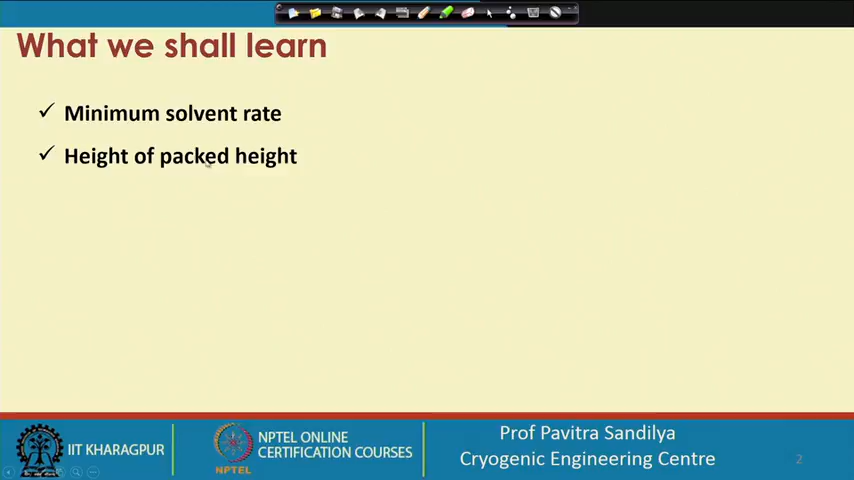 What we shall learn
✓ Minimum solvent rate
✓ Height of packed height
IIT KHARAGPUR
NPTEL
NPTEL ONLINE
CERTIFICATION COURSES
Prof Pavitra Sandilya
Cryogenic Engineering Centre
2